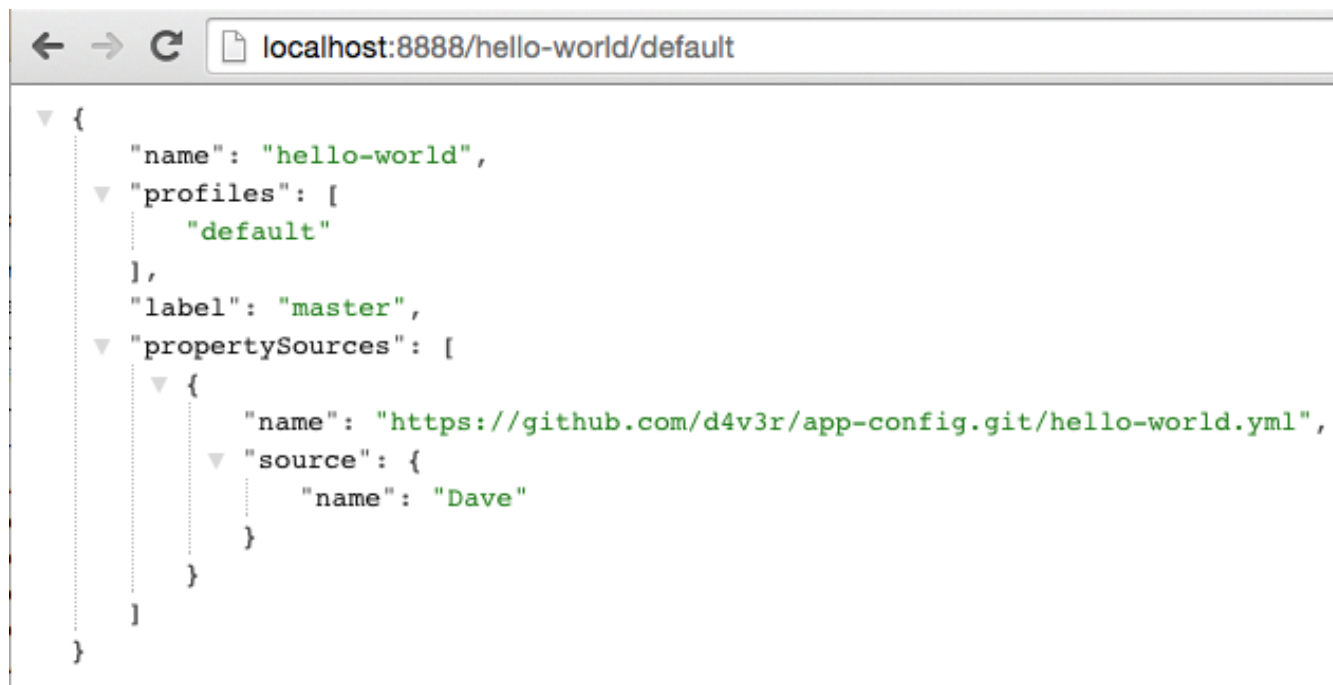 localhost:8888/hello-world/default
{
"name": "hello-world",
"profiles": [
"default"
],
"label": "master",
"propertySources": [
{
"name": "https://github.com/d4v3r/app-config.git/hello-world.yml",
"source": {
"name": "Dave"
}
}
]
}